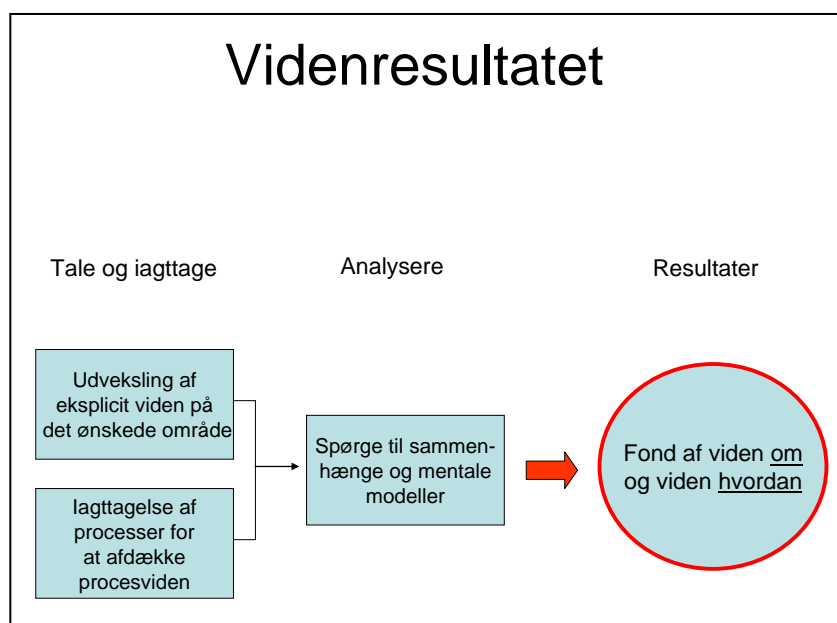 Videnresultatet
Tale og iagttage
Analysere
Resultater
Udveksling af
eksplicit viden på
det ønskede område
Iagttagelse af
processer for
at afdække
procesviden
Spørge til sammen-
hænge og mentale
modeller
Fond af viden om
og viden hvordan